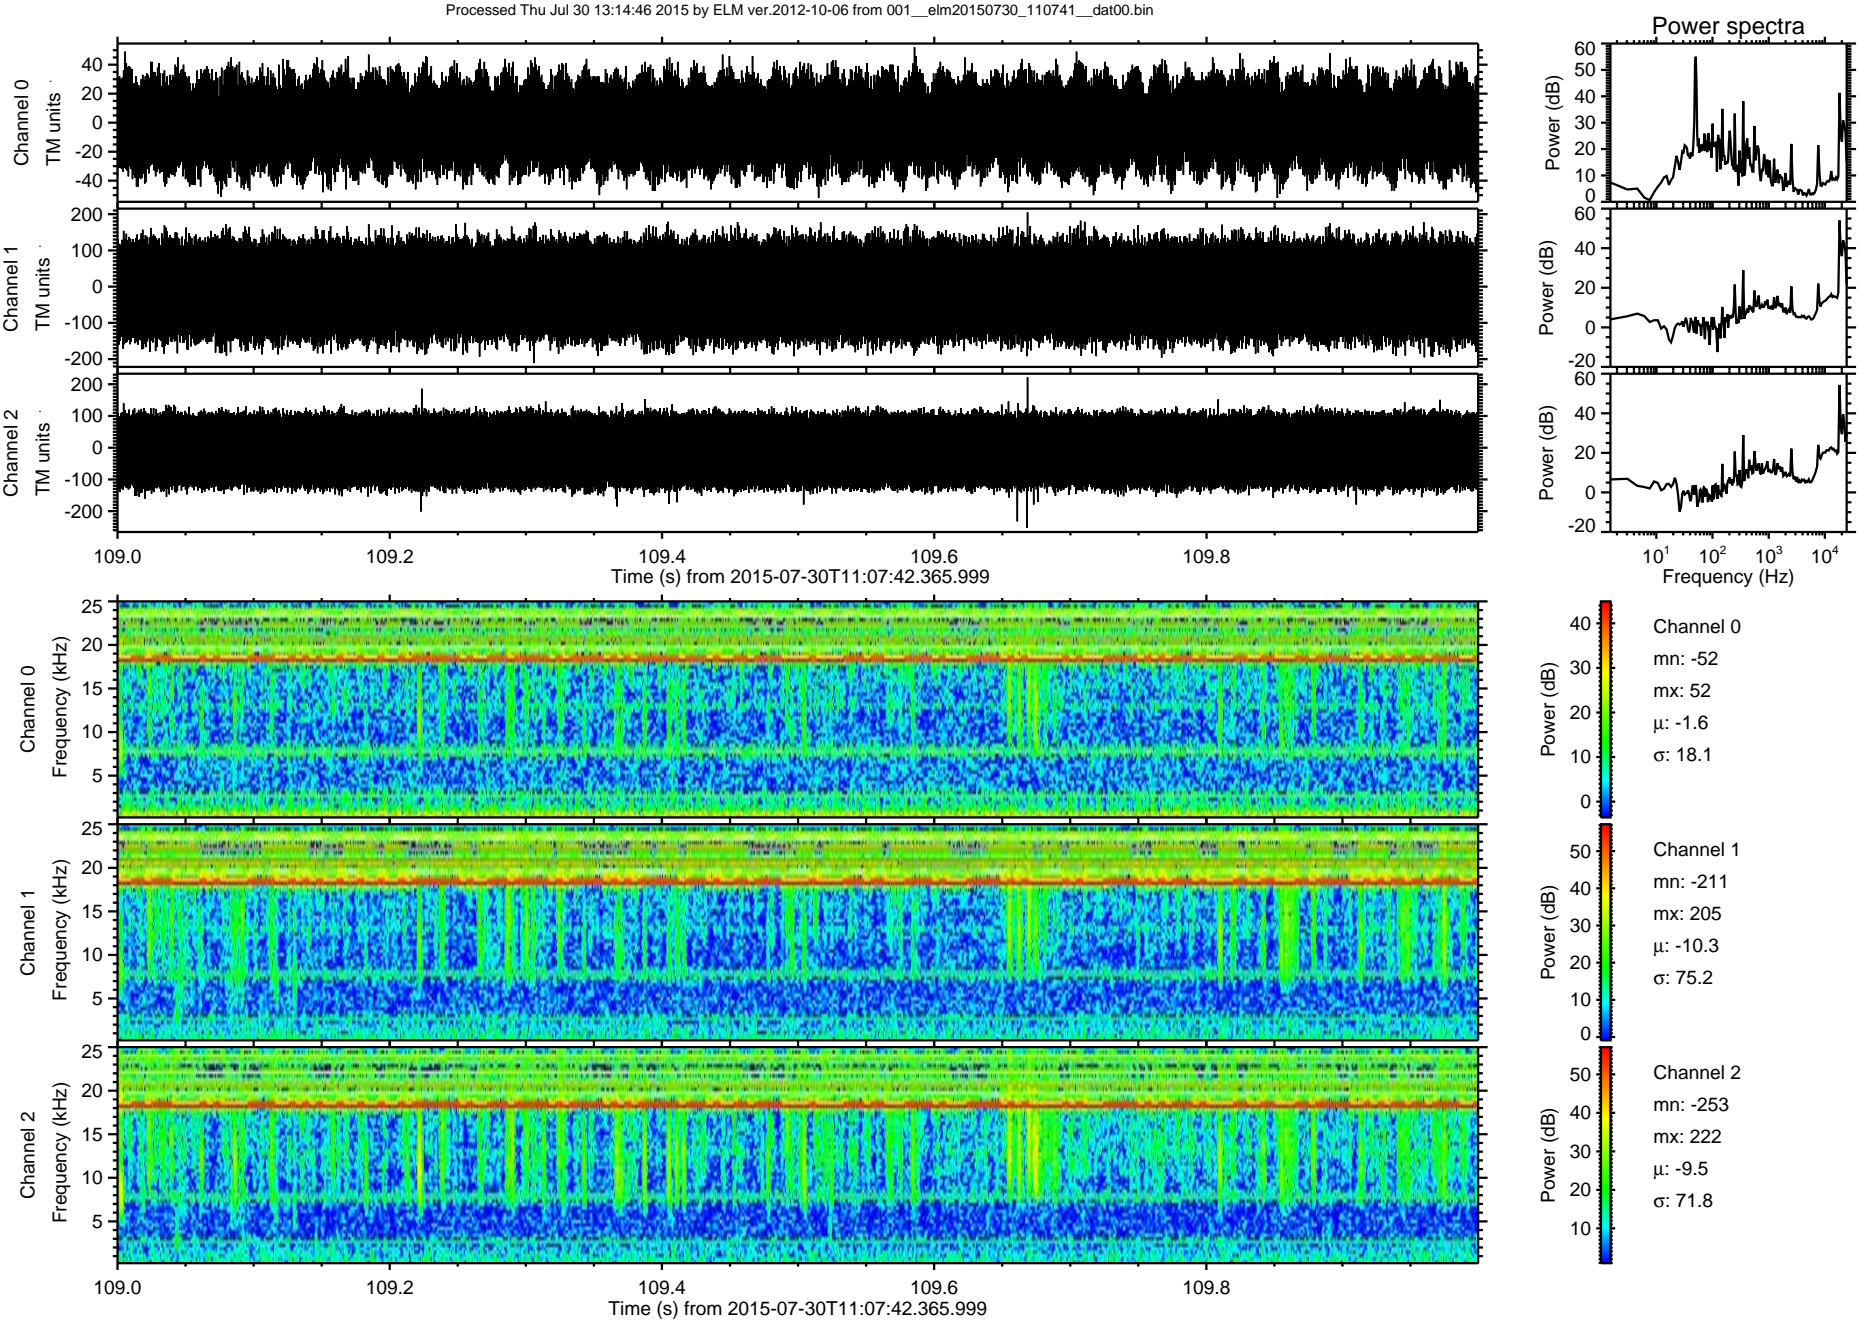 Processed Thu Jul 30 13:14:46 2015 by ELM ver.2012-10-06 from 001__elm20150730_110741__dat00.bin
Power spectra
Channel 0
TM units
40
20
0
-20
-40
Power (dB)
60
50
40
30
20
10
0
Channel 1
TM units
200
100
0
-100
-200
Power (dB)
60
40
20
0
-20
Channel 2
TM units
200
100
0
-100
-200
Power (dB)
60
40
20
0
-20
109.0 109.2 109.4 109.6 109.8
Time (s) from 2015-07-30T11:07:42.365.999
10¹ 10² 10³ 10⁴
Frequency (Hz)
Channel 0
Frequency (kHz)
25
20
15
10
5
Power (dB)
40
30
20
10
0
Channel 0
mn: -52
mx: 52
μ: -1.6
σ: 18.1
Channel 1
Frequency (kHz)
25
20
15
10
5
Power (dB)
50
40
30
20
10
0
Channel 1
mn: -211
mx: 205
μ: -10.3
σ: 75.2
Channel 2
Frequency (kHz)
25
20
15
10
5
Power (dB)
50
40
30
20
10
Channel 2
mn: -253
mx: 222
μ: -9.5
σ: 71.8
109.0 109.2 109.4 109.6 109.8
Time (s) from 2015-07-30T11:07:42.365.999